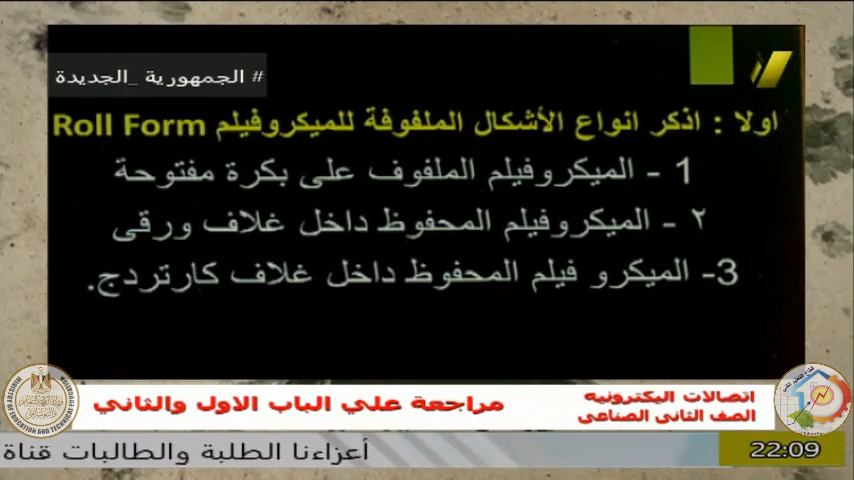 # الجمهورية _الجديدة
اولا : اذكر انواع الأشكال الملفوفة للميكروفيلم Roll Form
1 - الميكروفيلم الملفوف على بكرة مفتوحة
٢ - الميكروفيلم المحفوظ داخل غلاف ورقى
3- الميكرو فيلم المحفوظ داخل غلاف كارتردج.
اتصالات اليكترونيه
الصف الثانى الصناعى
مراجعة علي الباب الاول والثاني
أعزاءنا الطلبة والطالبات قناة
22:09